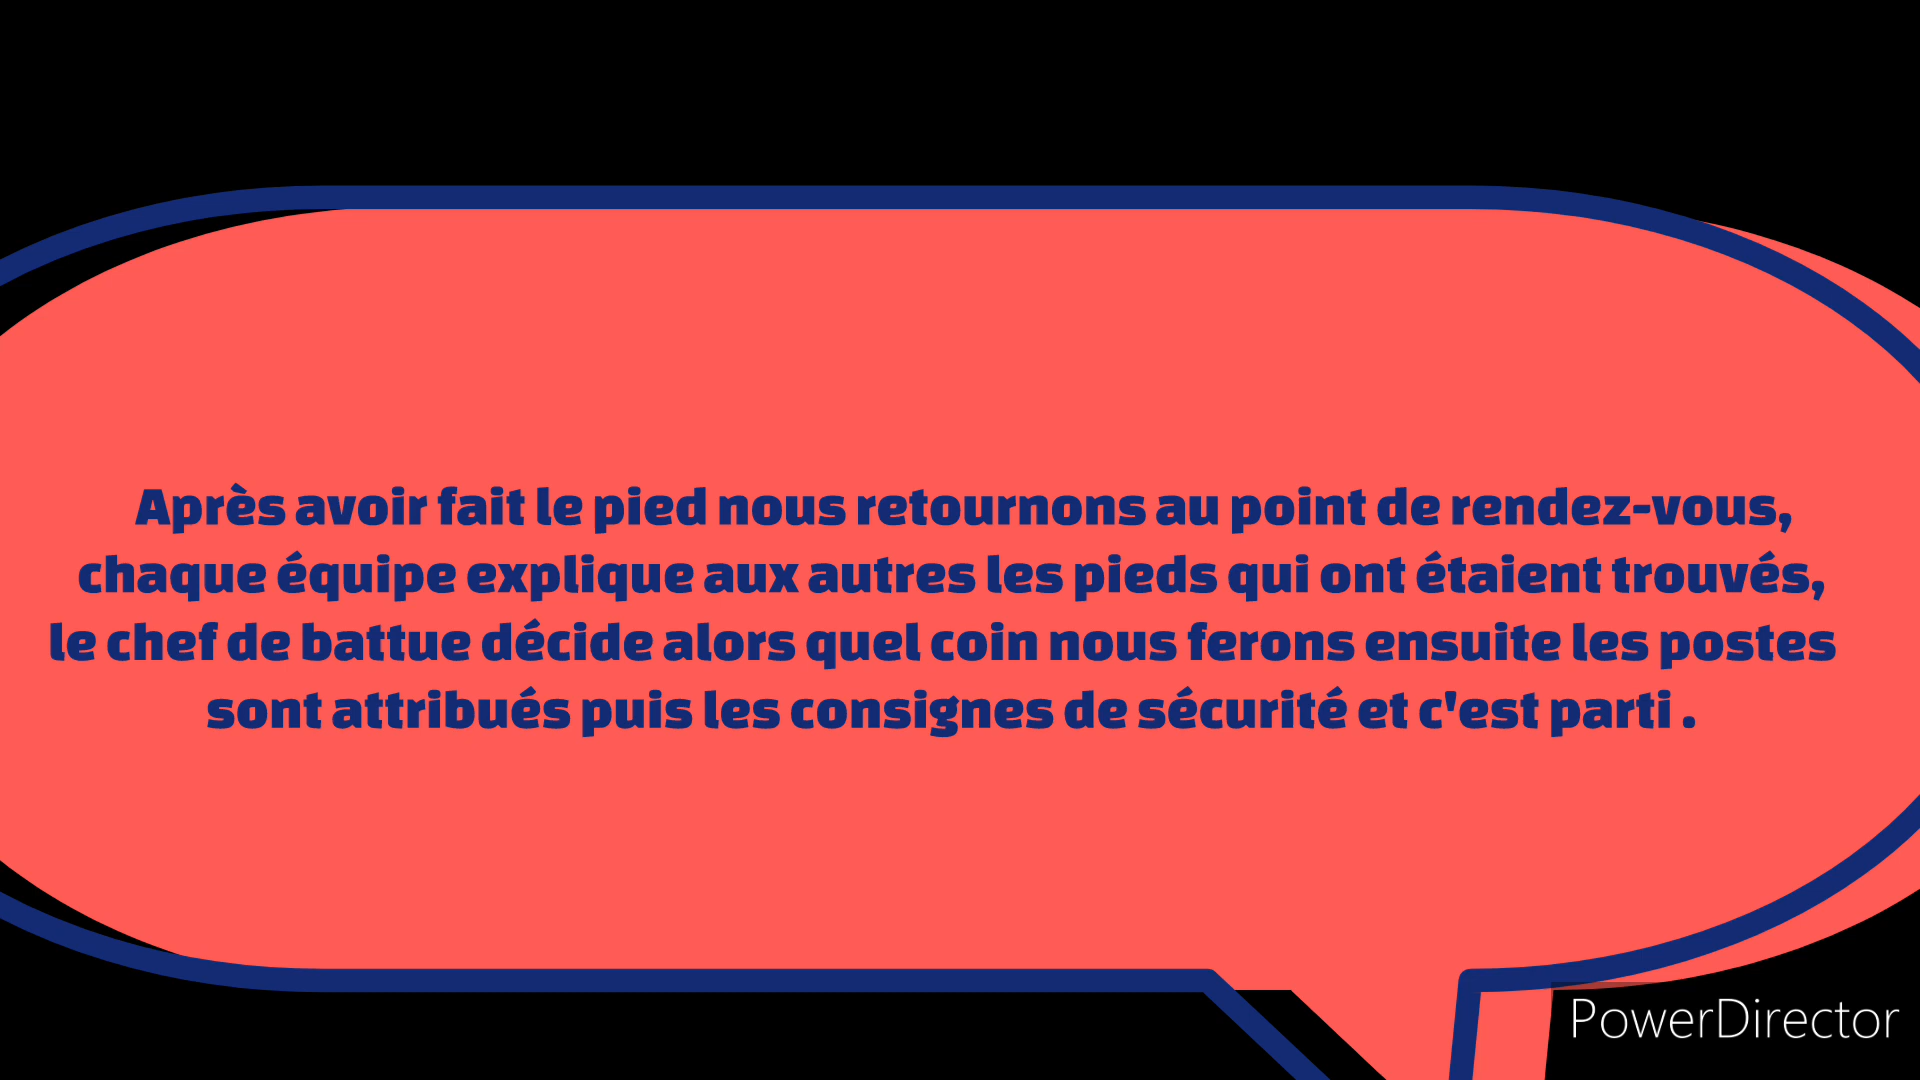 Après avoir fait le pied nous retournons au point de rendez-vous,
chaque équipe explique aux autres les pieds qui ont étaient trouvés,
le chef de battue décide alors quel coin nous ferons ensuite les postes
sont attribués puis les consignes de sécurité et c'est parti .
PowerDirector